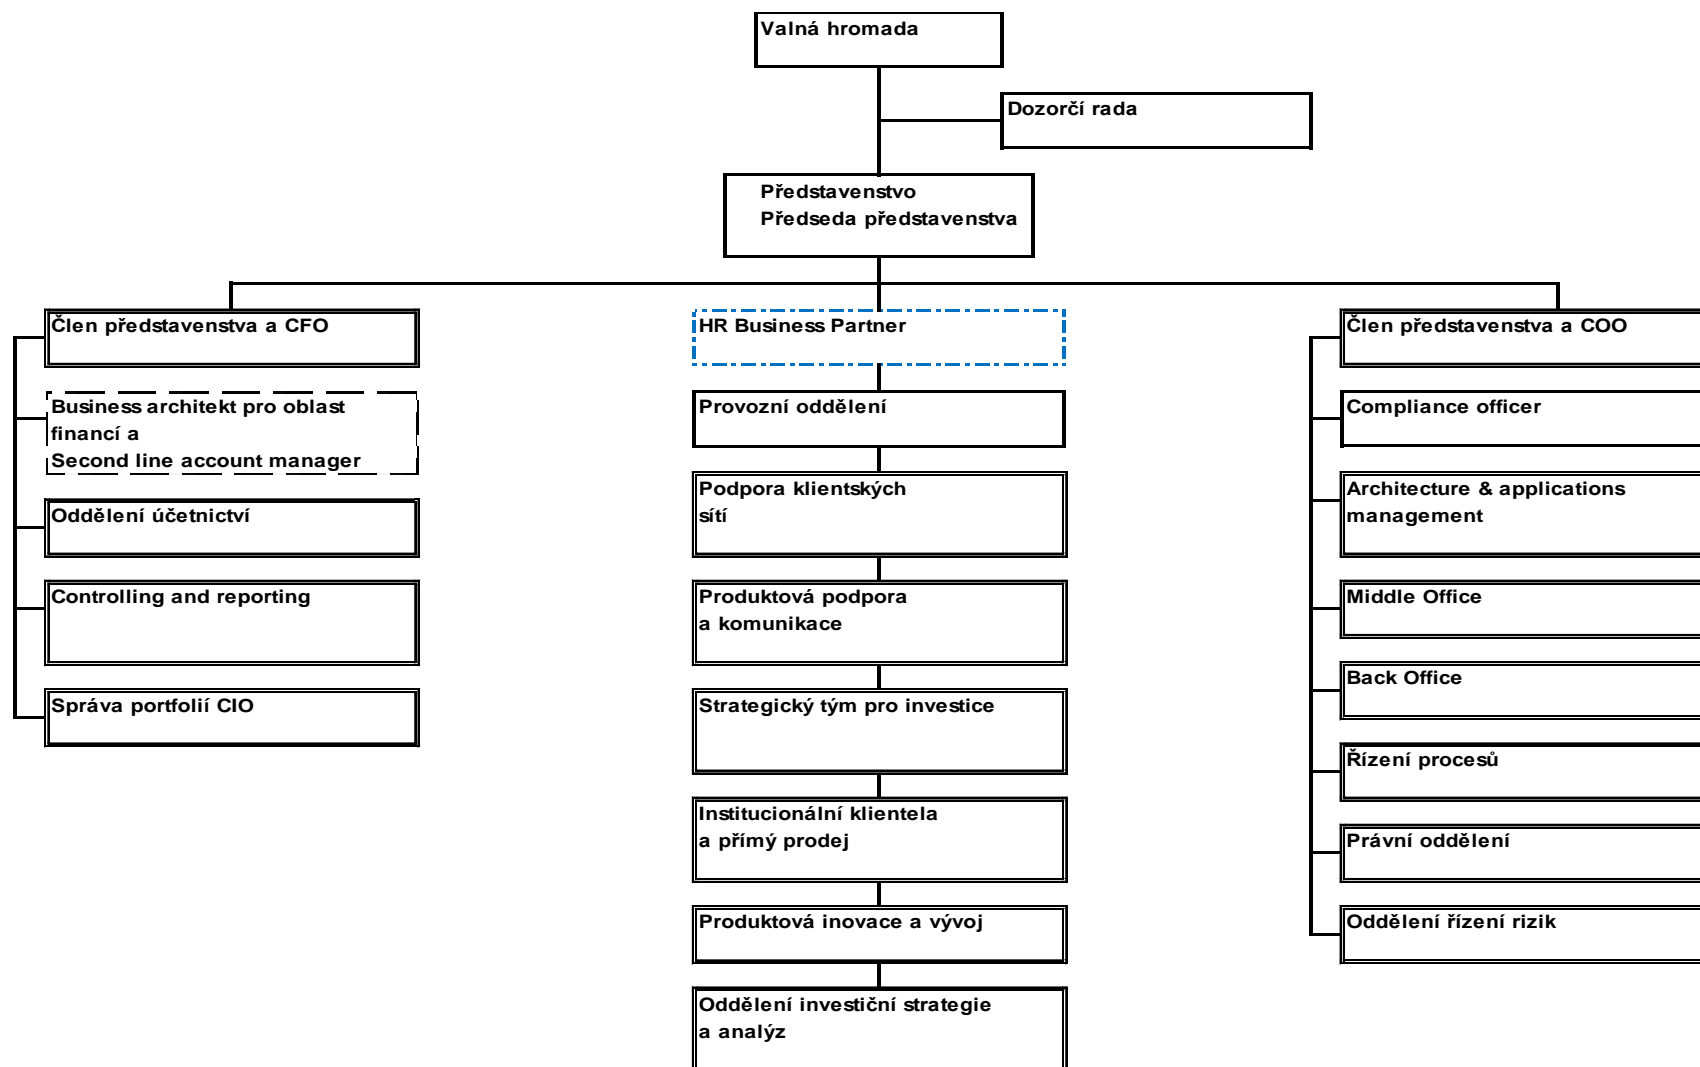 Valná hromada
Dozorčí rada
Představenstvo
Předseda představenstva
Člen představenstva a CFO
Business architekt pro oblast
financí a
Second line account manager
Oddělení účetnictví
Controlling and reporting
Správa portfolií CIO
HR Business Partner
Provozní oddělení
Podpora klientských
sítí
Produktová podpora
a komunikace
Strategický tým pro investice
Institucionální klientela
a přímý prodej
Produktová inovace a vývoj
Oddělení investiční strategie
a analýz
Člen představenstva a COO
Compliance officer
Architecture & applications
management
Middle Office
Back Office
Řízení procesů
Právní oddělení
Oddělení řízení rizik